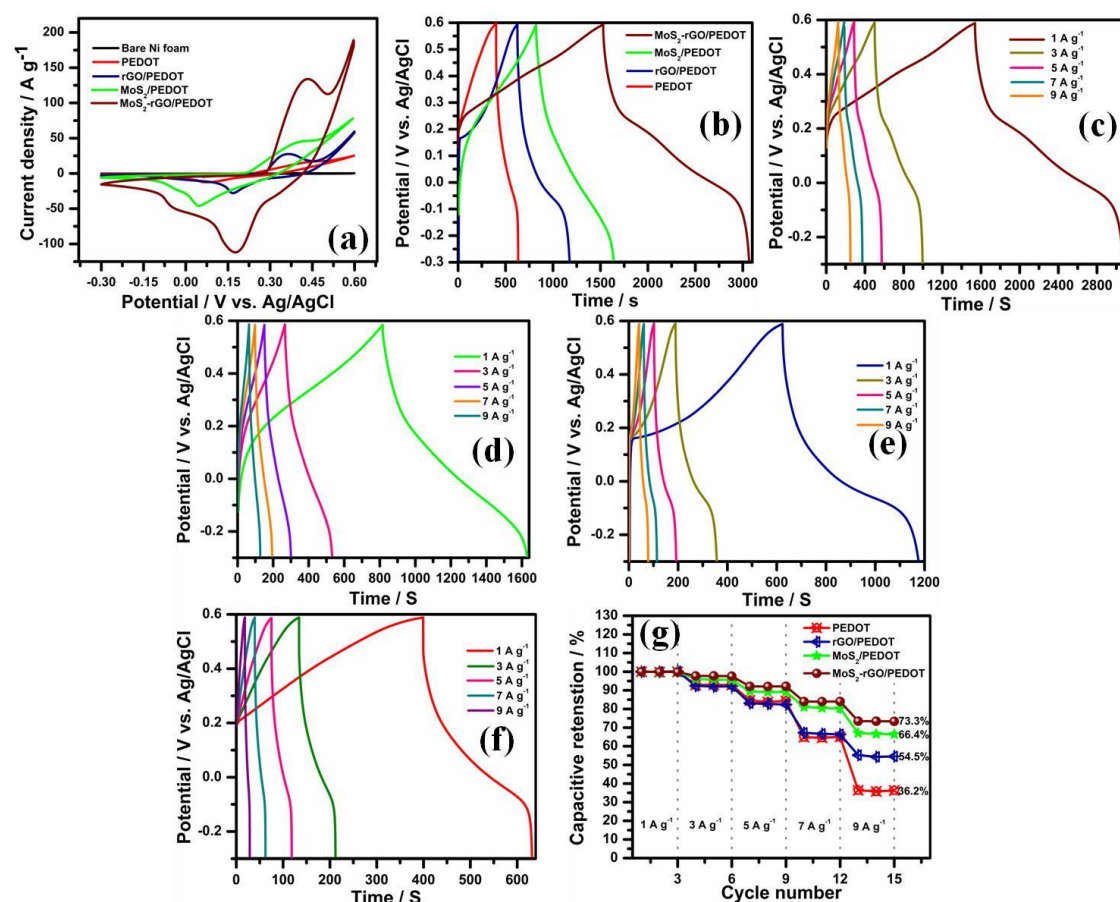 200
175
150
125
100
75
50
25
0
-25
-50
-75
-100
-125
Current density / A g⁻¹
Bare Ni foam
PEDOT
rGO/PEDOT
MoS₂/PEDOT
MoS₂-rGO/PEDOT
(a)
-0.30 -0.15 0.00 0.15 0.30 0.45 0.60
Potential / V vs. Ag/AgCl
0.6
0.5
0.4
0.3
0.2
0.1
0.0
-0.1
-0.2
-0.3
Potential / V vs. Ag/AgCl
MoS₂-rGO/PEDOT
MoS₂/PEDOT
rGO/PEDOT
PEDOT
(b)
0 500 1000 1500 2000 2500 3000
Time / s
0.6
0.4
0.2
0.0
-0.2
Potential / V vs. Ag/AgCl
1 A g⁻¹
3 A g⁻¹
5 A g⁻¹
7 A g⁻¹
9 A g⁻¹
(c)
0 400 800 1200 1600 2000 2400 2800
Time / S
0.6
0.4
0.2
0.0
-0.2
Potential / V vs. Ag/AgCl
1 A g⁻¹
3 A g⁻¹
5 A g⁻¹
7 A g⁻¹
9 A g⁻¹
(d)
0 200 400 600 800 1000 1200 1400 1600
Time / S
0.6
0.4
0.2
0.0
-0.2
Potential / V vs. Ag/AgCl
1 A g⁻¹
3 A g⁻¹
5 A g⁻¹
7 A g⁻¹
9 A g⁻¹
(e)
0 200 400 600 800 1000 1200
Time / S
0.6
0.4
0.2
0.0
-0.2
Potential / V vs. Ag/AgCl
1 A g⁻¹
3 A g⁻¹
5 A g⁻¹
7 A g⁻¹
9 A g⁻¹
(f)
0 100 200 300 400 500 600
Time / S
130
120
110
100
90
80
70
60
50
40
30
20
10
0
Capacitive retenstion / %
(g)
PEDOT
rGO/PEDOT
MoS₂/PEDOT
MoS₂-rGO/PEDOT
73.3%
66.4%
54.5%
36.2%
1 A g⁻¹ 3 A g⁻¹ 5 A g⁻¹ 7 A g⁻¹ 9 A g⁻¹
3 6 9 12 15
Cycle number